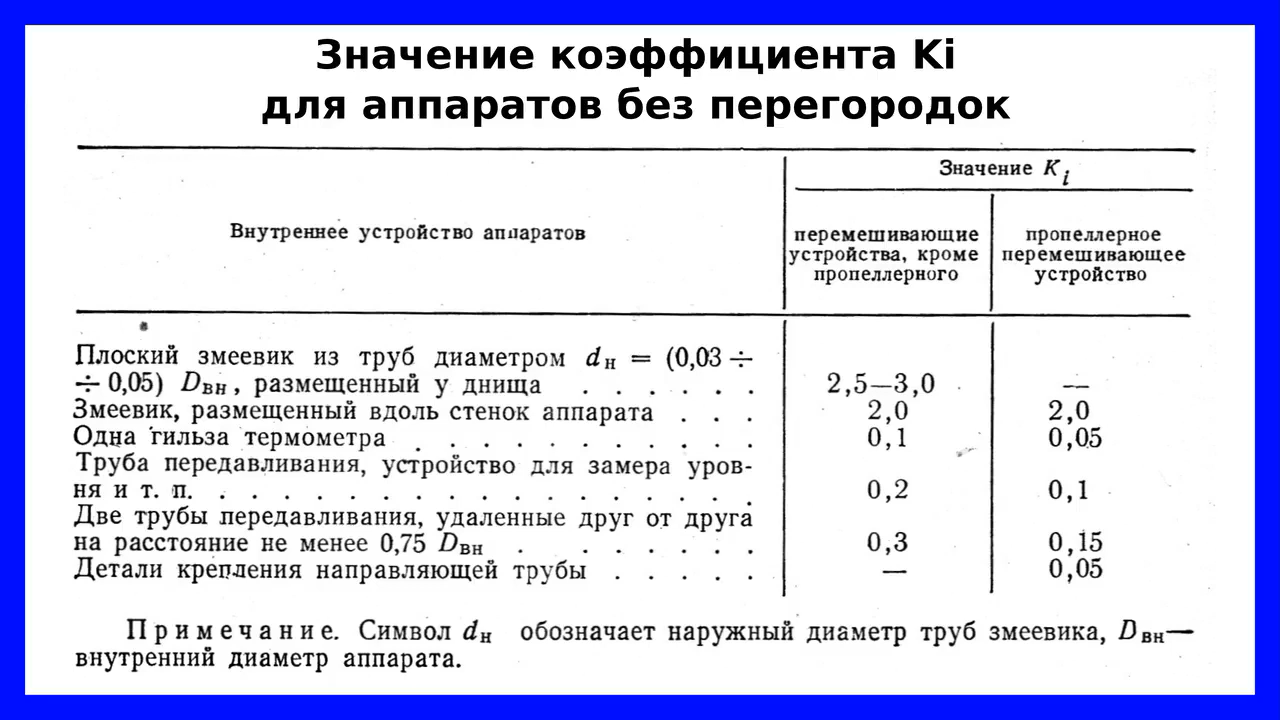 Значение коэффициента Ki
для аппаратов без перегородок
Внутреннее устройство аппаратов
Значение K i
перемешивающие
устройства, кроме
пропеллерного
пропеллерное
перемешивающее
устройство
Плоский змеевик из труб диаметром dн = (0,03 ÷
÷ 0,05) Dвн, размещенный у днища . . . . . . 2,5—3,0 —
Змеевик, размещенный вдоль стенок аппарата . . . 2,0 2,0
Одна гильза термометра . . . . . . . . . . . 0,1 0,05
Труба передавливания, устройство для замера уров-
ня и т. п. . . . . . . . . . . . . . . . . . . 0,2 0,1
Две трубы передавливания, удаленные друг от друга
на расстояние не менее 0,75 Dвн . . . . . . . 0,3 0,15
Детали крепления направляющей трубы . . . . . — 0,05
Примечание. Символ dн обозначает наружный диаметр труб змеевика, Dвн—
внутренний диаметр аппарата.